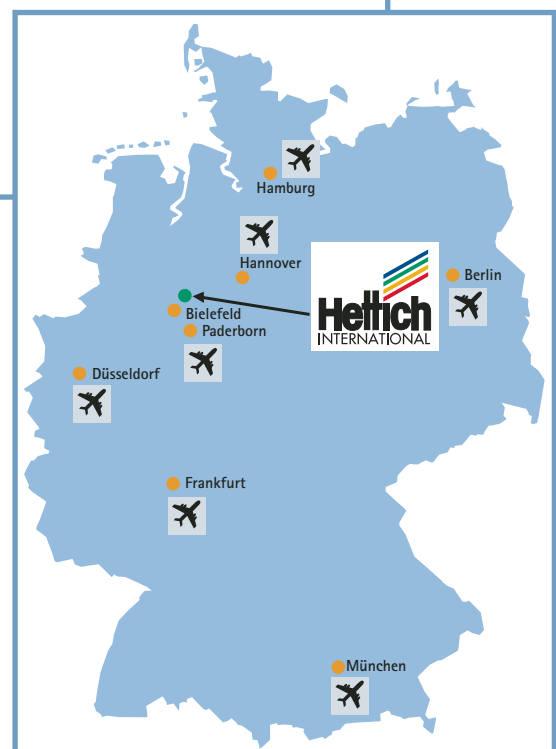 Hamburg
Hannover
Berlin
Hettich
INTERNATIONAL
Bielefeld
Paderborn
Düsseldorf
Frankfurt
München